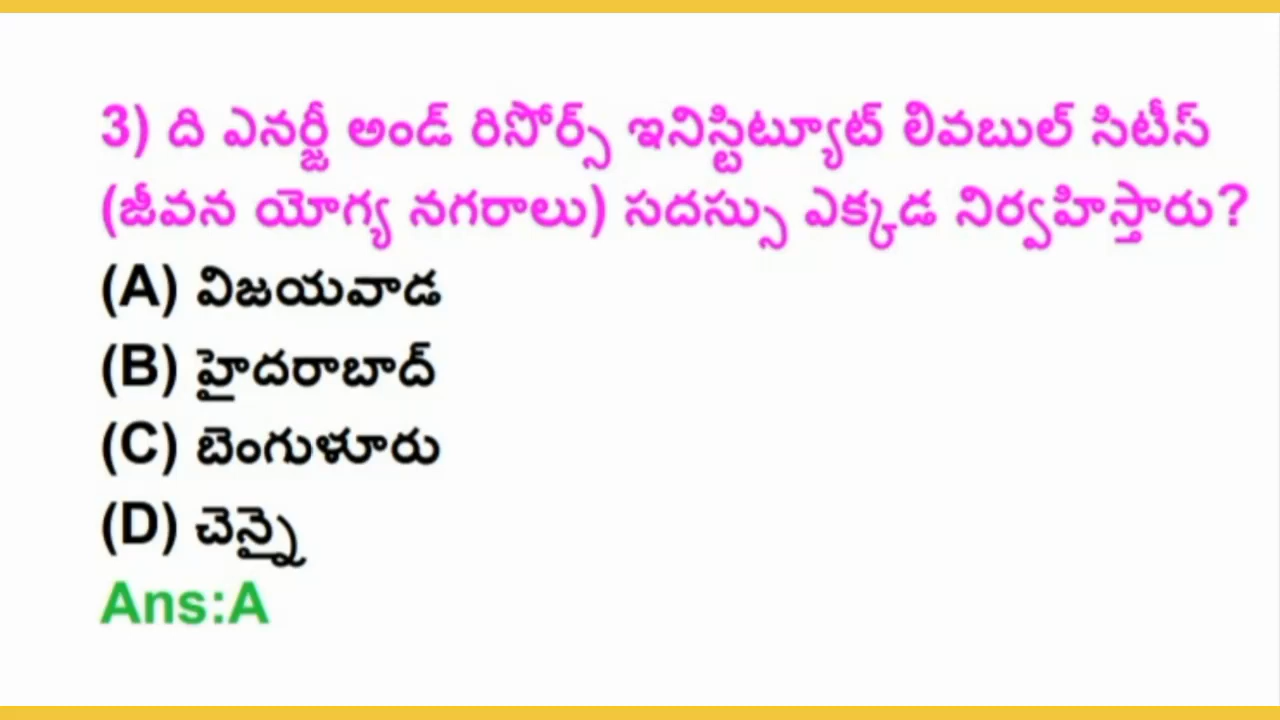 3) ది ఎనర్జీ అండ్ రిసోర్స్ ఇనిస్టిట్యూట్ లివబుల్ సిటీస్
(జీవన యోగ్య నగరాలు) సదస్సు ఎక్కడ నిర్వహిస్తారు?
(A) విజయవాడ
(B) హైదరాబాద్
(C) బెంగుళూరు
(D) చెన్నై
Ans:A